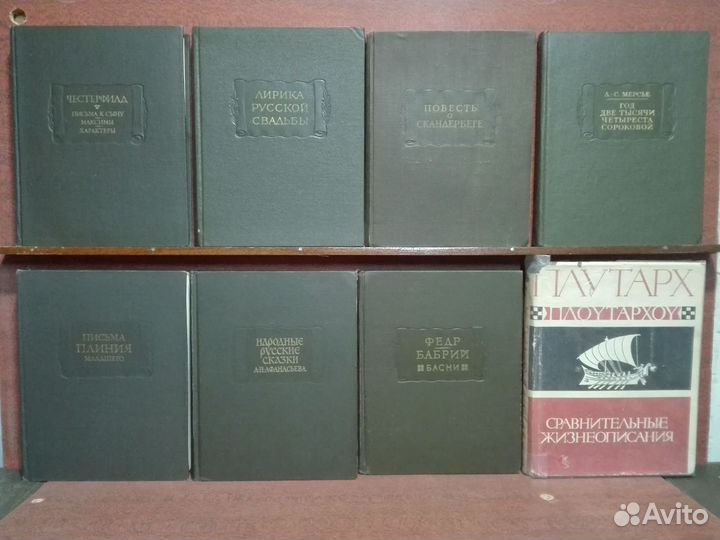 ЧЕСТЕРФИЛД
ПИСЬМА К СЫНУ
МАКСИМЫ
ХАРАКТЕРЫ
ЛИРИКА
РУССКОЙ
СВАДЬБЫ
ПОВЕСТЬ
О
СКАНДЕРБЕГЕ
Л.-С. МЕРСЬЕ
ГОД
ДВЕ ТЫСЯЧИ
ЧЕТЫРЕСТА
СОРОКОВОЙ
ПИСЬМА
ПЛИНИЯ
МЛАДШЕГО
НАРОДНЫЕ
РУССКИЕ
СКАЗКИ
А.Н.АФАНАСЬЕВА
ФЕДР
БАБРИЙ
БАСНИ
ПЛУТАРХ
ΠΛΟΥΤΑΡΧΟΥ
СРАВНИТЕЛЬНЫЕ
ЖИЗНЕОПИСАНИЯ
Avito